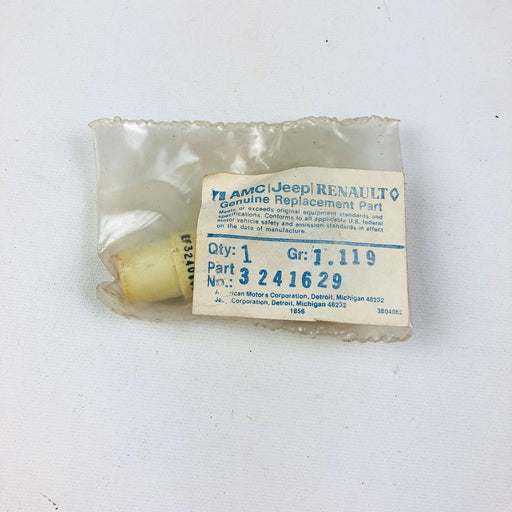 AMC|Jeep|RENAULT
Genuine Replacement Part
Meets or exceeds original equipment standards and
specifications. Conforms to all applicable U.S. federal
motor vehicle safety and emission standards in effect
on the date of manufacture.
Qty: 1 Gr: 1.119
Part
No.: 3241629
American Motors Corporation, Detroit, Michigan 48232
Jeep Corporation, Detroit, Michigan 48232
1856 3804062